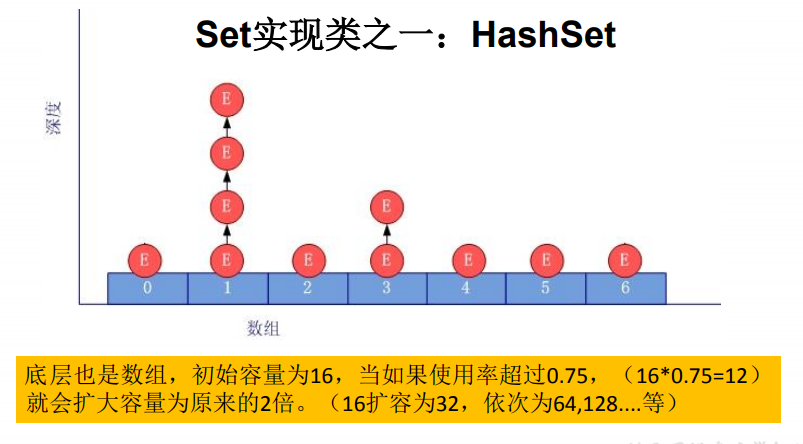 Set实现类之一：HashSet
深度
E
E
E
E
E
E
E
E
E
E
E
0 1 2 3 4 5 6
数组
底层也是数组，初始容量为16，当如果使用率超过0.75，（16*0.75=12）
就会扩大容量为原来的2倍。（16扩容为32，依次为64,128....等）